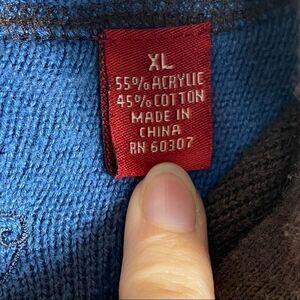 XL
55% ACRYLIC
45% COTTON
MADE IN
CHINA
RN 60307